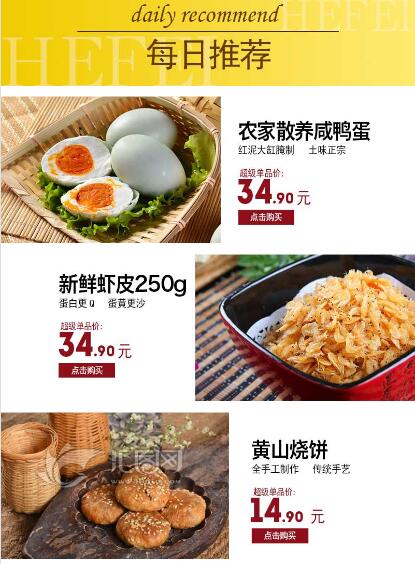 HEFEI HEFEI
daily recommend
每日推荐
农家散养咸鸭蛋
红泥大缸腌制 土味正宗
超级单品价:
34.90元
点击购买
新鲜虾皮250g
蛋白更Q 蛋黄更沙
超级单品价:
34.90元
点击购买
汇图网
黄山烧饼
全手工制作 传统手艺
超级单品价:
14.90元
点击购买